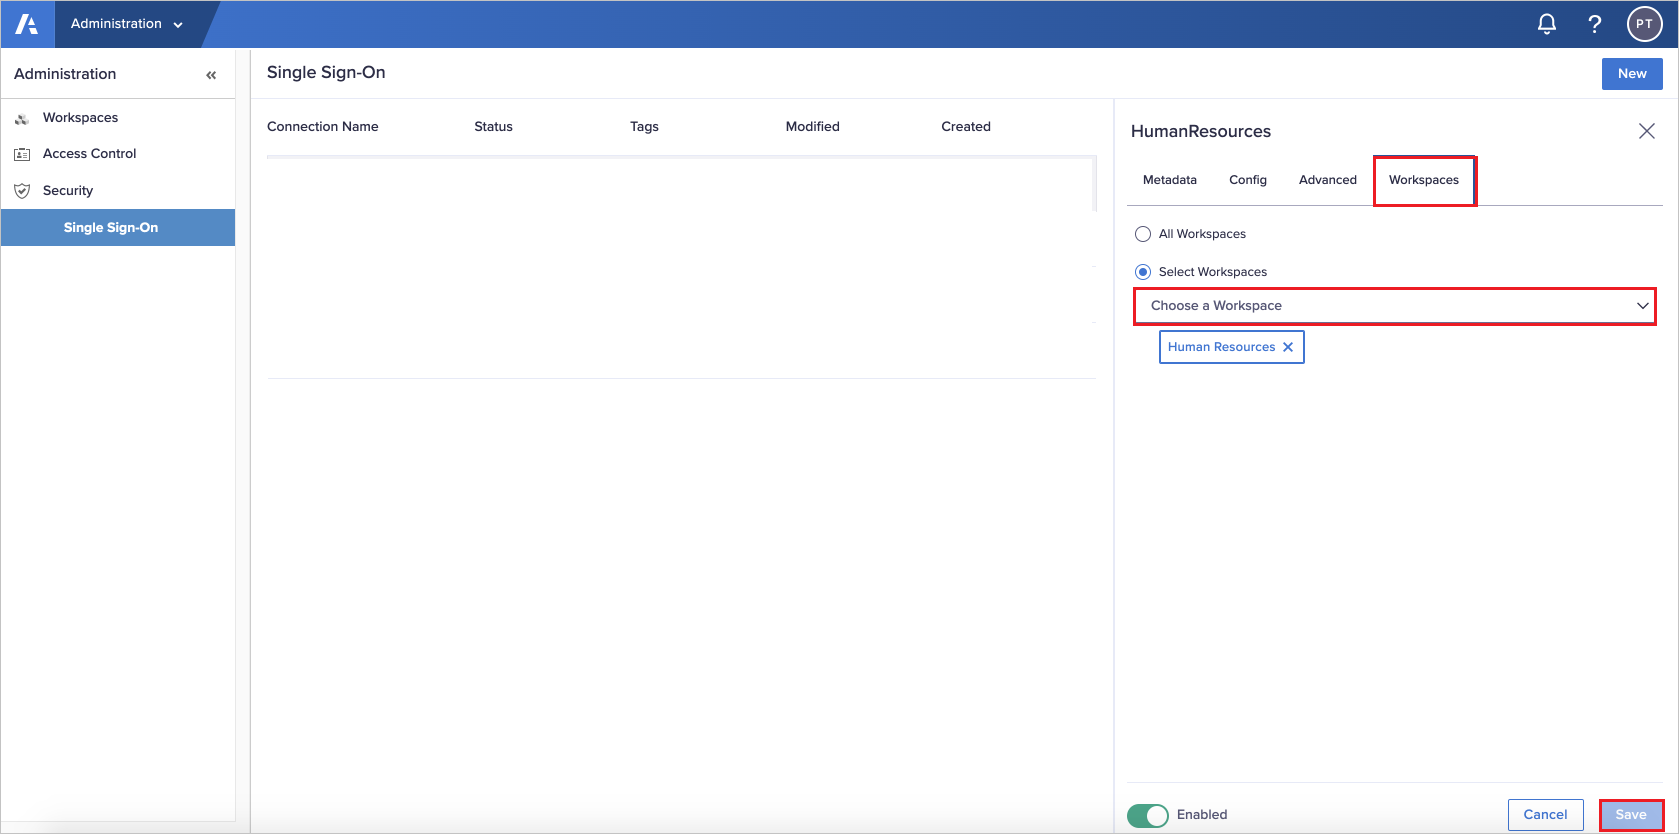 Administration
PT
Administration «
Workspaces
Access Control
Security
Single Sign-On
Single Sign-On
New
Connection Name Status Tags Modified Created
HumanResources
Metadata Config Advanced Workspaces
All Workspaces
Select Workspaces
Choose a Workspace
Human Resources
Enabled
Cancel
Save